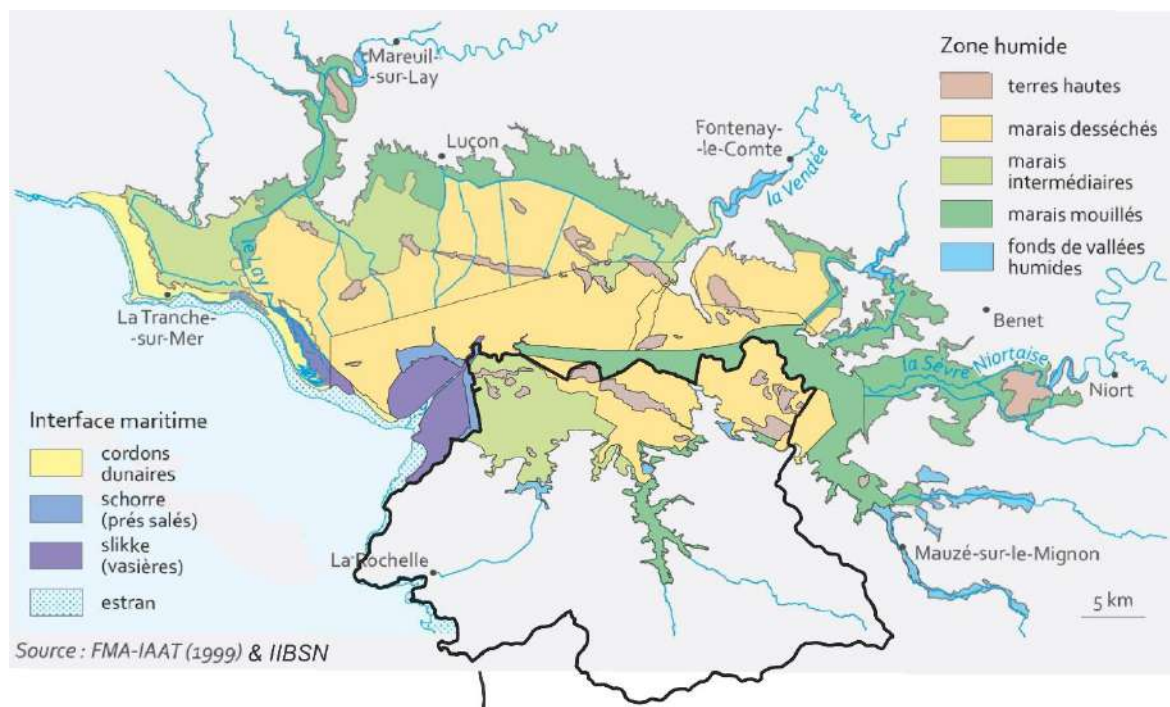 Mareuil-
-sur-Lay
Luçon
Fontenay-
-le-Comte
la Vendée
le Lay
La Tranche-
-sur-Mer
Benet
la Sèvre Niortaise
Niort
Mauzé-sur-le-Mignon
La Rochelle
5 km
Zone humide
terres hautes
marais desséchés
marais
intermédiaires
marais mouillés
fonds de vallées
humides
Interface maritime
cordons
dunaires
schorre
(prés salés)
slikke
(vasières)
estran
Source : FMA-IAAT (1999) & IIBSN